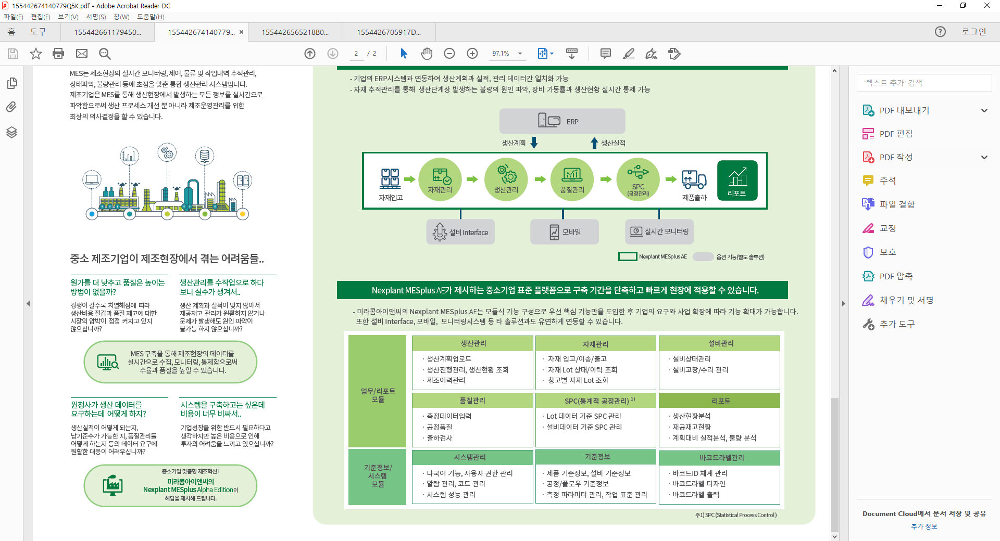 155442674140779Q5K.pdf - Adobe Acrobat Reader DC
파일(F) 편집(E) 보기(V) 서명(S) 창(W) 도움말(H)
홈 도구 155442661179450... 155442674140779... × 1554426565218B0... 1554426705917D... 로그인
2 / 2 97.1%
MES는 제조현장의 실시간 모니터링, 제어, 물류 및 작업내역 추적관리,
상태파악, 불량관리 등에 초점을 맞춘 통합 생산관리 시스템입니다.
제조기업은 MES를 통해 생산현장에서 발생하는 모든 정보를 실시간으로
파악함으로써 생산 프로세스 개선 뿐 아니라 제조운영관리를 위한
최상의 의사결정을 할 수 있습니다.
중소 제조기업이 제조현장에서 겪는 어려움들..
원가를 더 낮추고 품질은 높이는
방법이 없을까?
경쟁이 갈수록 치열해짐에 따라
생산비용 절감과 품질 제고에 대한
시장의 압박이 점점 커지고 있지
않으십니까?
생산관리를 수작업으로 하다
보니 실수가 생겨서..
생산 계획과 실적이 맞지 않아서
재공재고 관리가 원활하지 않거나
문제가 발생해도 원인 파악이
불가능 하지 않으십니까?
MES 구축을 통해 제조현장의 데이터를
실시간으로 수집, 모니터링, 통제함으로써
수율과 품질을 높일 수 있습니다.
원청사가 생산 데이터를
요구하는데 어떻게 하지?
생산실적이 어떻게 되는지,
납기준수가 가능한 지, 품질관리를
어떻게 하는지 등의 데이터 요구에
원활한 대응이 어려우십니까?
시스템을 구축하고는 싶은데
비용이 너무 비싸서..
기업성장을 위한 반드시 필요하다고
생각하지만 높은 비용으로 인해
투자의 어려움을 느끼고 있으십니까?
중소기업 맞춤형 제조혁신 !
미라콤아이앤씨의
Nexplant MESplus Alpha Edition이
해답을 제시해 드립니다.
- 기업의 ERP시스템과 연동하여 생산계획과 실적, 관리 데이터간 일치화 가능
- 자재 추적관리를 통해 생산단계상 발생하는 불량의 원인 파악, 장비 가동률과 생산현황 실시간 통제 가능
ERP
생산계획 생산실적
자재입고
자재관리
생산관리
품질관리
SPC
(공정관리)
제품출하
리포트
설비 Interface 모바일 실시간 모니터링
Nexplant MESplus AE 옵션 기능(별도 솔루션)
Nexplant MESplus AE가 제시하는 중소기업 표준 플랫폼으로 구축 기간을 단축하고 빠르게 현장에 적용할 수 있습니다.
- 미라콤아이앤씨의 Nexplant MESplus AE는 모듈식 기능 구성으로 우선 핵심 기능만을 도입한 후 기업의 요구와 사업 확장에 따라 기능 확대가 가능합니다.
또한 설비 Interface, 모바일, 모니터링시스템 등 타 솔루션과도 유연하게 연동할 수 있습니다.
업무/리포트
모듈
생산관리
· 생산계획업로드
· 생산진행관리, 생산현황 조회
· 제조이력관리
자재관리
· 자재 입고/이송/출고
· 자재 Lot 상태/이력 조회
· 창고별 자재 Lot 조회
설비관리
· 설비상태관리
· 설비고장/수리 관리
품질관리
· 측정데이터입력
· 공정품질
· 출하검사
SPC(통계적 공정관리) 1)
· Lot 데이터 기준 SPC 관리
· 설비데이터 기준 SPC 관리
리포트
· 생산현황분석
· 재공재고현황
· 계획대비 실적분석, 불량 분석
기준정보/
시스템
모듈
시스템관리
· 다국어 기능, 사용자 권한 관리
· 알람 관리, 코드 관리
· 시스템 성능 관리
기준정보
· 제품 기준정보, 설비 기준정보
· 공정/플로우 기준정보
· 측정 파라미터 관리, 작업 표준 관리
바코드라벨관리
· 바코드ID 체계 관리
· 바코드라벨 디자인
· 바코드라벨 출력
주1) SPC (Statistical Process Control )
'텍스트 추가' 검색
PDF 내보내기
PDF 편집
PDF 작성
주석
파일 결합
교정
보호
PDF 압축
채우기 및 서명
추가 도구
Document Cloud에서 문서 저장 및 공유
추가 정보